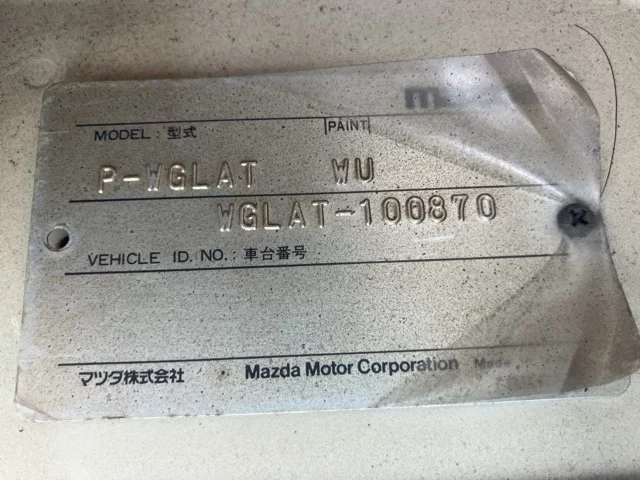 MODEL : 型式 PAINT
P-WGLAT WU
WGLAT-100870
VEHICLE ID. NO. : 車台番号
マツダ株式会社 Mazda Motor Corporation Made